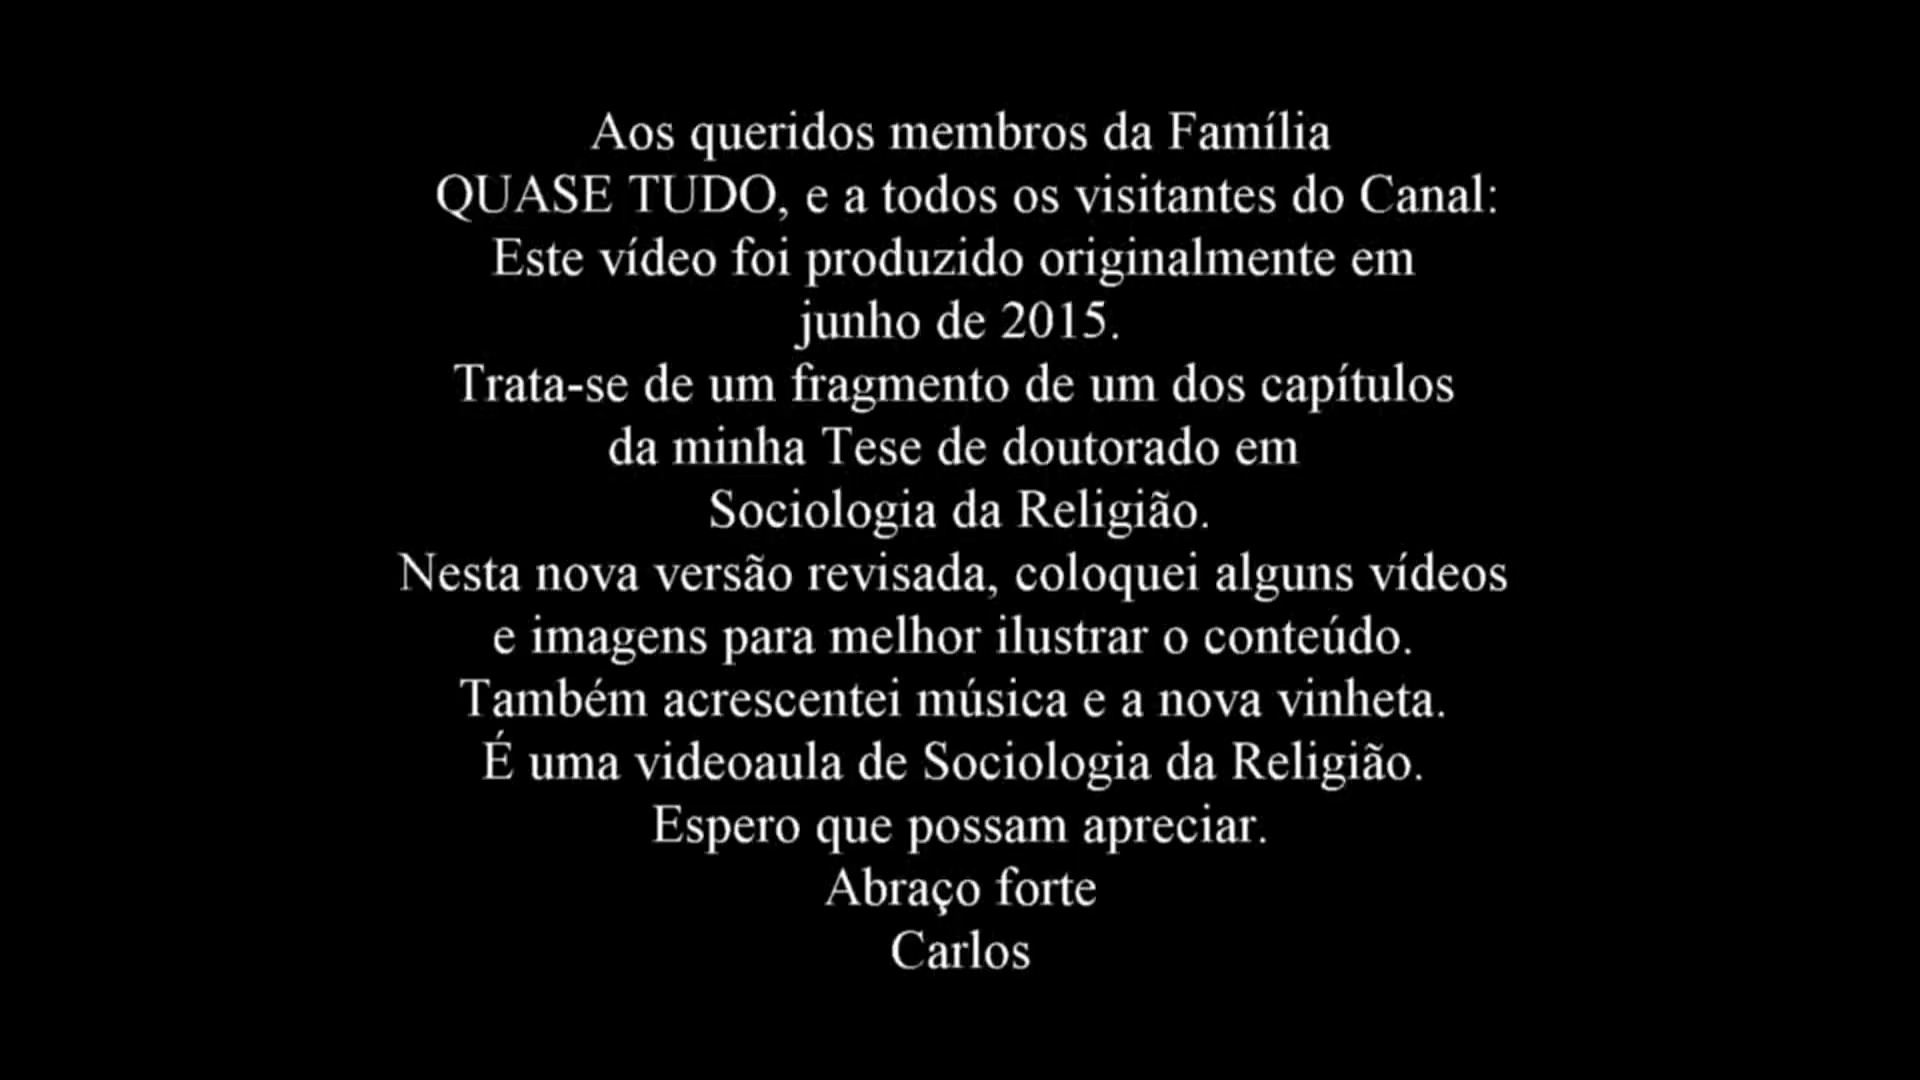 Aos queridos membros da Família
QUASE TUDO, e a todos os visitantes do Canal:
Este vídeo foi produzido originalmente em
junho de 2015.
Trata-se de um fragmento de um dos capítulos
da minha Tese de doutorado em
Sociologia da Religião.
Nesta nova versão revisada, coloquei alguns vídeos
e imagens para melhor ilustrar o conteúdo.
Também acrescentei música e a nova vinheta.
É uma videoaula de Sociologia da Religião.
Espero que possam apreciar.
Abraço forte
Carlos